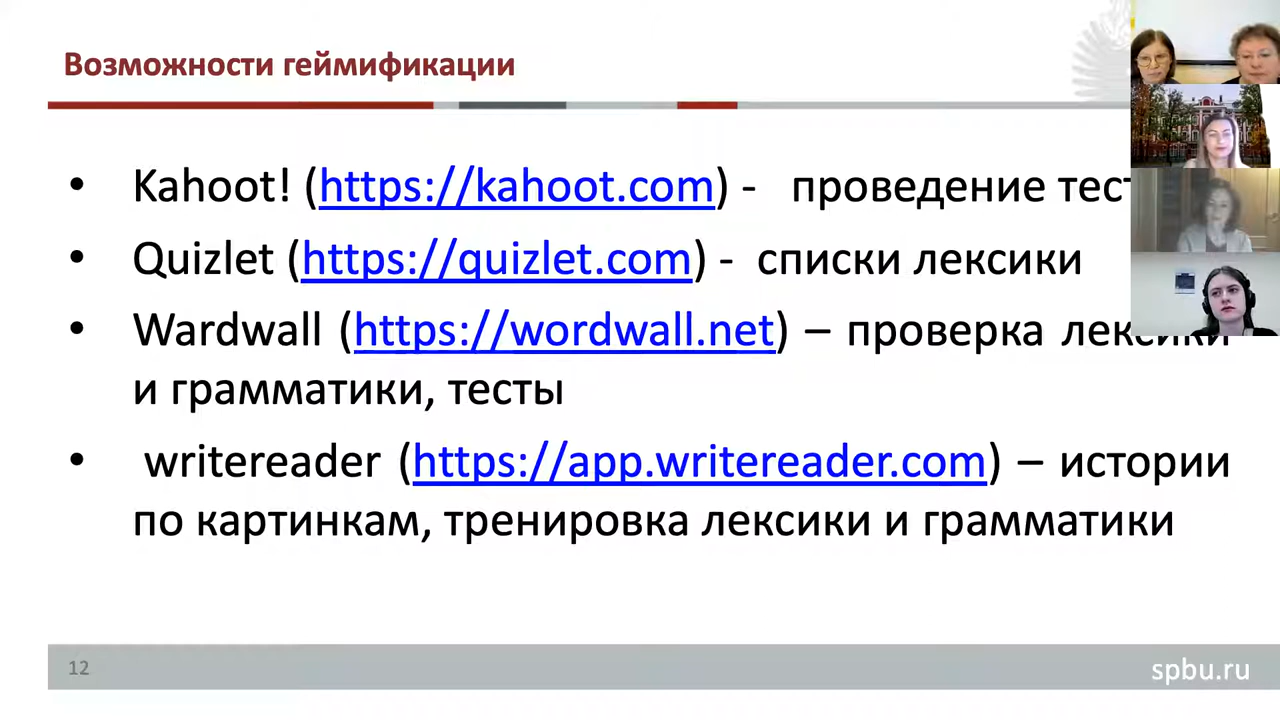 Возможности геймификации
• Kahoot! (https://kahoot.com) - проведение
• Quizlet (https://quizlet.com) - списки лексики
• Wardwall (https://wordwall.net) – проверка лексики
и грамматики, тесты
• writereader (https://app.writereader.com) – истории
по картинкам, тренировка лексики и грамматики
12
spbu.ru